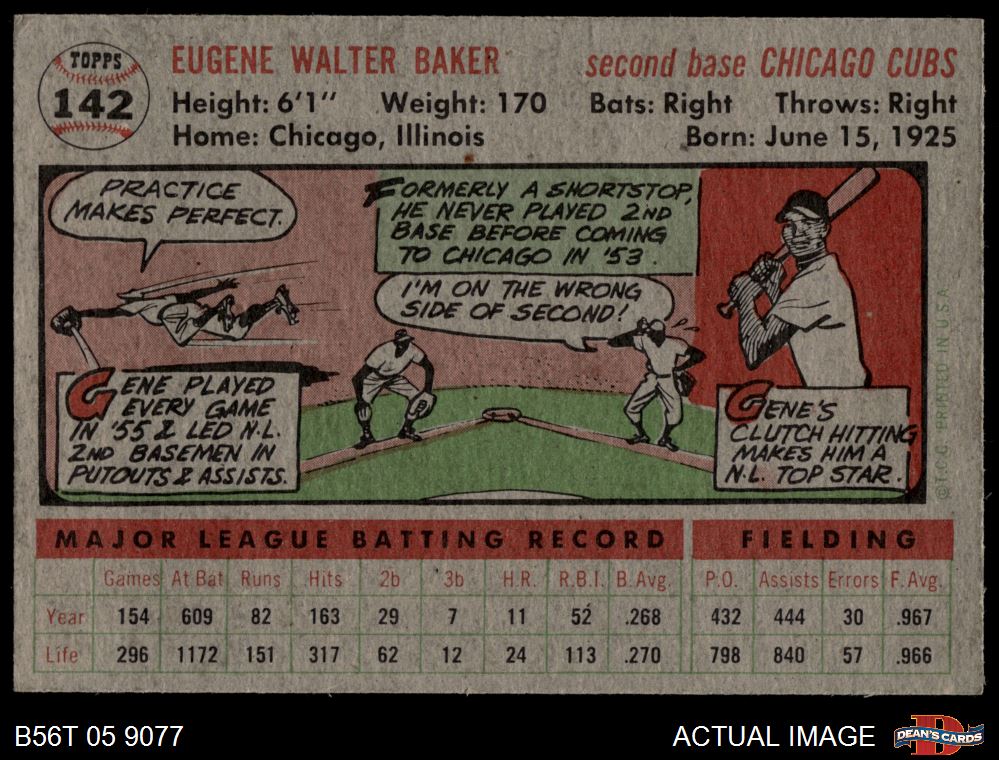 TOPPS
142
EUGENE WALTER BAKER second base CHICAGO CUBS
Height: 6'1" Weight: 170 Bats: Right Throws: Right
Home: Chicago, Illinois Born: June 15, 1925
PRACTICE
MAKES PERFECT.
FORMERLY A SHORTSTOP,
HE NEVER PLAYED 2ND
BASE BEFORE COMING
TO CHICAGO IN '53.
I'M ON THE WRONG
SIDE OF SECOND!
GENE PLAYED
EVERY GAME
IN '55 & LED N.L.
2ND BASEMEN IN
PUTOUTS & ASSISTS.
GENE'S
CLUTCH HITTING
MAKES HIM A
N.L. TOP STAR.
© T.C.G. PRINTED IN U.S.A.
MAJOR LEAGUE BATTING RECORD FIELDING
Games At Bat Runs Hits 2b 3b H.R. R.B.I. B. Avg. P.O. Assists Errors F. Avg.
Year 154 609 82 163 29 7 11 52 .268 432 444 30 .967
Life 296 1172 151 317 62 12 24 113 .270 798 840 57 .966
B56T 05 9077 ACTUAL IMAGE DEAN'S CARDS